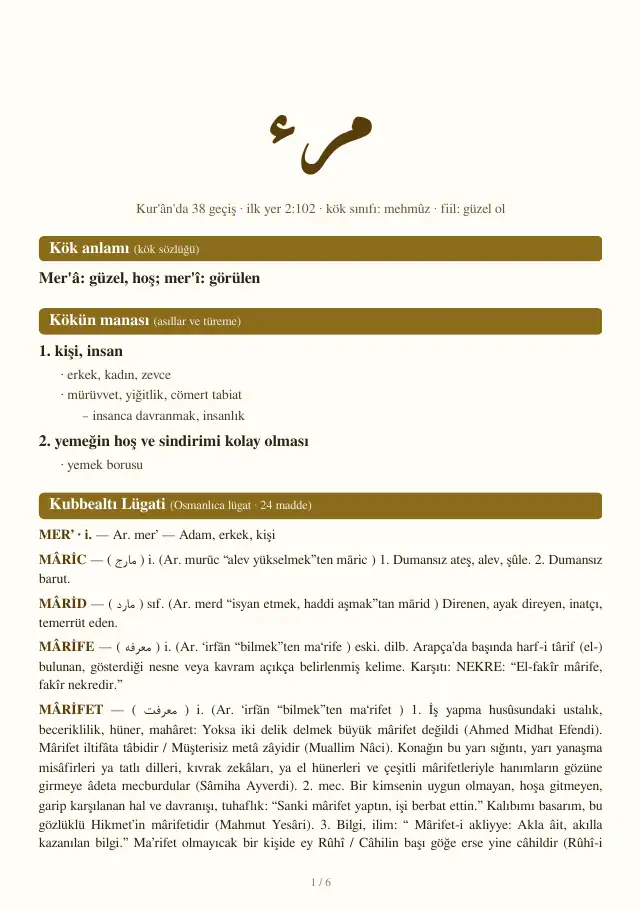 مرء
Kur'ân'da 38 geçiş · ilk yer 2:102 · kök sınıfı: mehmûz · fiil: güzel ol
Kök anlamı (kök sözlüğü)
Mer'â: güzel, hoş; mer'î: görülen
Kökün manası (asıllar ve türeme)
1. kişi, insan
· erkek, kadın, zevce
· mürüvvet, yiğitlik, cömert tabiat
– insanca davranmak, insanlık
2. yemeğin hoş ve sindirimi kolay olması
· yemek borusu
Kubbealtı Lügati (Osmanlıca lügat · 24 madde)
MER’ · i. — Ar. mer’ — Adam, erkek, kişi
MÂRİC — ( مارج ) i. (Ar. murūc “alev yükselmek”ten māric ) 1. Dumansız ateş, alev, şûle. 2. Dumansız
barut.
MÂRİD — ( مارد ) sıf. (Ar. merd “isyan etmek, haddi aşmak”tan mārid ) Direnen, ayak direyen, inatçı,
temerrüt eden.
MÂRİFE — ( معرفه ) i. (Ar. ‘irfān “bilmek”ten ma‘rife ) eski. dilb. Arapça’da başında harf-i târif (el-)
bulunan, gösterdiği nesne veya kavram açıkça belirlenmiş kelime. Karşıtı: NEKRE: “El-fakîr mârife,
fakîr nekredir.”
MÂRİFET — ( معرفت ) i. (Ar. ‘irfān “bilmek”ten ma‘rifet ) 1. İş yapma husûsundaki ustalık,
beceriklilik, hüner, mahâret: Yoksa iki delik delmek büyük mârifet değildi (Ahmed Midhat Efendi).
Mârifet iltifâta tâbidir / Müşterisiz metâ zâyidir (Muallim Nâci). Konağın bu yarı sığıntı, yarı yanaşma
misâfirleri ya tatlı dilleri, kıvrak zekâları, ya el hünerleri ve çeşitli mârifetleriyle hanımların gözüne
girmeye âdeta mecburdular (Sâmiha Ayverdi). 2. mec. Bir kimsenin uygun olmayan, hoşa gitmeyen,
garip karşılanan hal ve davranışı, tuhaflık: “Sanki mârifet yaptın, işi berbat ettin.” Kalıbımı basarım, bu
gözlüklü Hikmet’in mârifetidir (Mahmut Yesâri). 3. Bilgi, ilim: “ Mârifet-i akliyye: Akla âit, akılla
kazanılan bilgi.” Ma’rifet olmayıcak bir kişide ey Rûhî / Câhilin başı göğe erse yine câhildir (Rûhî-i
1 / 6